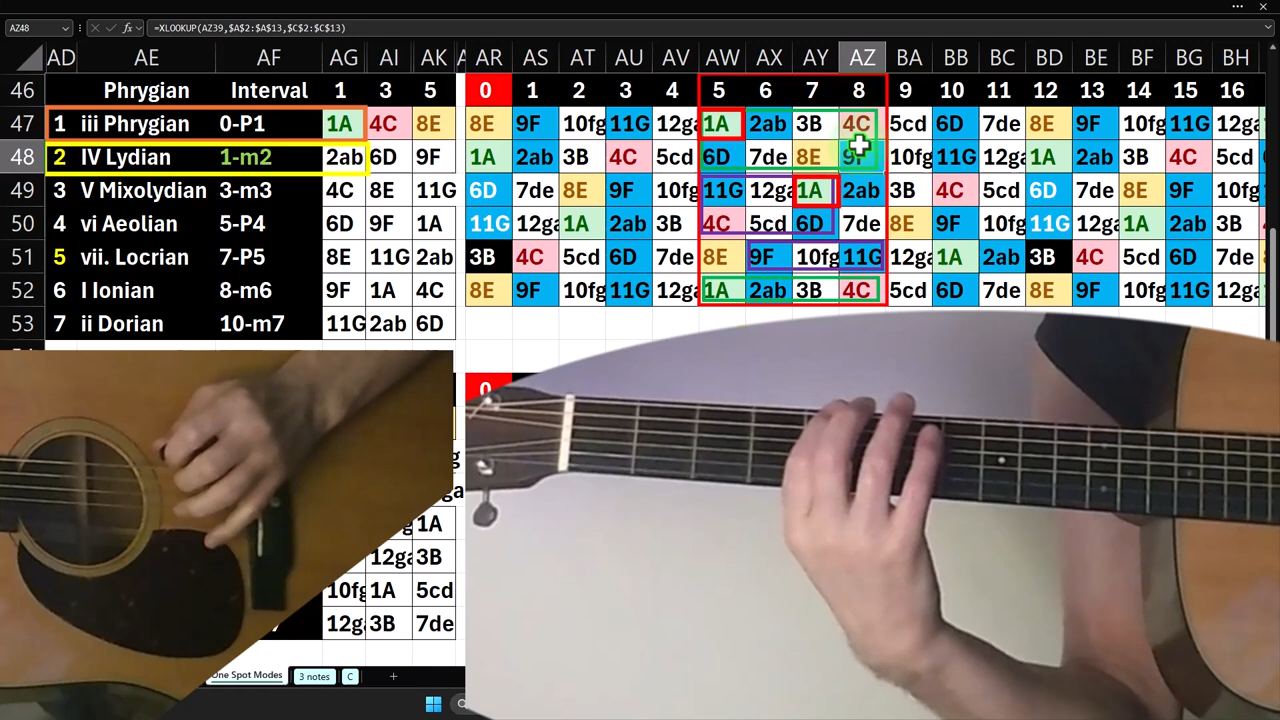 AZ48 fx =XLOOKUP(AZ39,$A$2:$A$13,$C$2:$C$13)
AD AE AF AG AI AK AR AS AT AU AV AW AX AY AZ BA BB BC BD BE BF BG BH
46 Phrygian Interval 1 3 5 0 1 2 3 4 5 6 7 8 9 10 11 12 13 14 15 16
47 1 iii Phrygian 0-P1 1A 4C 8E 8E 9F 10fg 11G 12ga 1A 2ab 3B 4C 5cd 6D 7de 8E 9F 10fg 11G 12ga
48 2 IV Lydian 1-m2 2ab 6D 9F 1A 2ab 3B 4C 5cd 6D 7de 8E 9F 10fg 11G 12ga 1A 2ab 3B 4C 5cd
49 3 V Mixolydian 3-m3 4C 8E 11G 6D 7de 8E 9F 10fg 11G 12ga 1A 2ab 3B 4C 5cd 6D 7de 8E 9F 10fg
50 4 vi Aeolian 5-P4 6D 9F 1A 11G 12ga 1A 2ab 3B 4C 5cd 6D 7de 8E 9F 10fg 11G 12ga 1A 2ab 3B
51 5 vii. Locrian 7-P5 8E 11G 2ab 3B 4C 5cd 6D 7de 8E 9F 10fg 11G 12ga 1A 2ab 3B 4C 5cd 6D 7de
52 6 I Ionian 8-m6 9F 1A 4C 8E 9F 10fg 11G 12ga 1A 2ab 3B 4C 5cd 6D 7de 8E 9F 10fg 11G 12ga
53 7 ii Dorian 10-m7 11G 2ab 6D
0
1A
12ga 3B
10fg 1A 5cd
12ga 3B 7de
One Spot Modes 3 notes C +